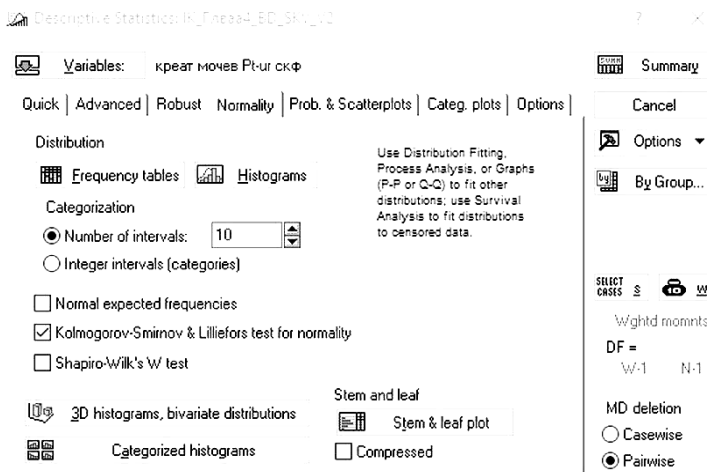 Descriptive Statistics:
? ×
Variables: креат мочев Pt-ur скф
Quick Advanced Robust Normality Prob. & Scatterplots Categ. plots Options
Distribution
Frequency tables Histograms
Categorization
Number of intervals: 10
Integer intervals (categories)
Use Distribution Fitting,
Process Analysis, or Graphs
(P-P or Q-Q) to fit other
distributions; use Survival
Analysis to fit distributions
to censored data.
Normal expected frequencies
Kolmogorov-Smirnov & Lilliefors test for normality
Shapiro-Wilk's W test
3D histograms, bivariate distributions
Categorized histograms
Stem and leaf
Stem & leaf plot
Compressed
Summary
Cancel
Options
By Group...
SELECT CASES S W
Wghtd momnts
DF =
W-1 N-1
MD deletion
Casewise
Pairwise